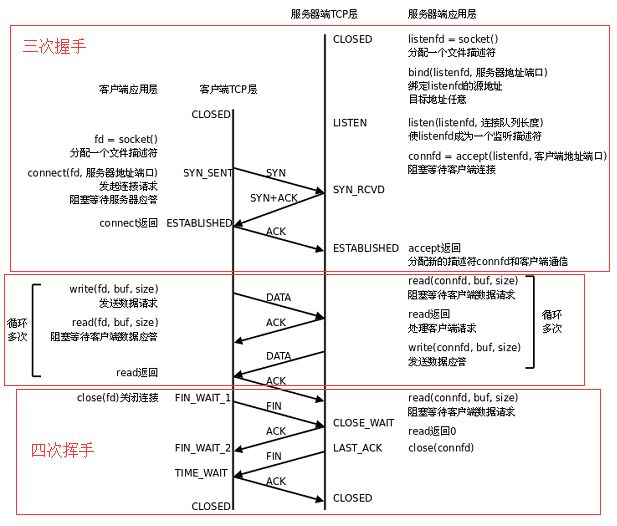 服务器端TCP层 服务器端应用层
三次握手
CLOSED listenfd = socket()
分配一个文件描述符
bind(listenfd, 服务器地址端口)
绑定listenfd的源地址
目标地址任意
客户端应用层 客户端TCP层
CLOSED
LISTEN listen(listenfd, 连接队列长度)
使listenfd成为一个监听描述符
fd = socket()
分配一个文件描述符
connfd = accept(listenfd, 客户端地址端口)
阻塞等待客户端连接
connect(fd, 服务器地址端口) SYN_SENT SYN
发起连接请求
阻塞等待服务器应答
SYN_RCVD
SYN+ACK
connect返回 ESTABLISHED
ACK
ESTABLISHED accept返回
分配新的描述符connfd和客户端通信
write(fd, buf, size)
发送数据请求
DATA
read(connfd, buf, size)
阻塞等待客户端数据请求
循环
多次
read(fd, buf, size)
阻塞等待客户端数据应答
ACK
read返回
处理客户端请求
循环
多次
DATA
write(connfd, buf, size)
发送数据应答
read返回
ACK
close(fd)关闭连接 FIN_WAIT_1
FIN
read(connfd, buf, size)
阻塞等待客户端数据请求
CLOSE_WAIT
ACK
read返回0
四次挥手
FIN_WAIT_2
FIN
LAST_ACK close(connfd)
TIME_WAIT
ACK
CLOSED
CLOSED